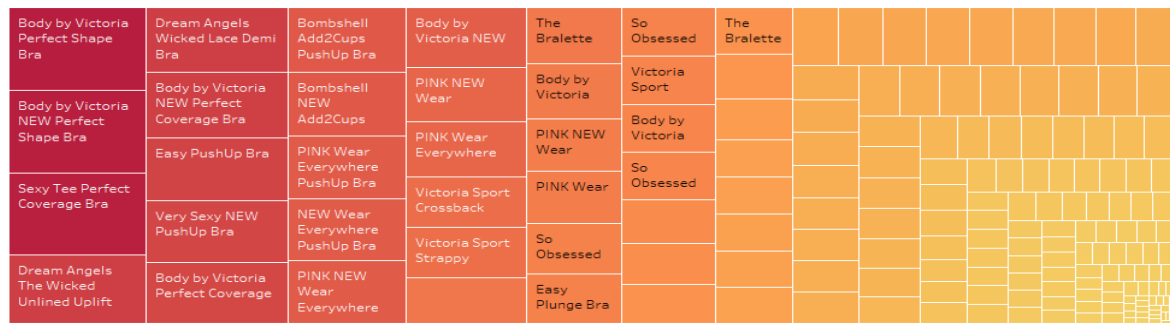 Body by Victoria
Perfect Shape
Bra
Body by Victoria
NEW Perfect
Shape Bra
Sexy Tee Perfect
Coverage Bra
Dream Angels
The Wicked
Unlined Uplift
Dream Angels
Wicked Lace Demi
Bra
Body by Victoria
NEW Perfect
Coverage Bra
Easy PushUp Bra
Very Sexy NEW
PushUp Bra
Body by Victoria
Perfect Coverage
Bombshell
Add2Cups
PushUp Bra
Bombshell
NEW
Add2Cups
PINK Wear
Everywhere
PushUp Bra
NEW Wear
Everywhere
PushUp Bra
PINK NEW
Wear
Everywhere
Body by
Victoria NEW
PINK NEW
Wear
PINK Wear
Everywhere
Victoria Sport
Crossback
Victoria Sport
Strappy
The
Bralette
Body by
Victoria
PINK NEW
Wear
PINK Wear
So
Obsessed
Easy
Plunge Bra
So
Obsessed
Victoria
Sport
Body by
Victoria
So
Obsessed
The
Bralette